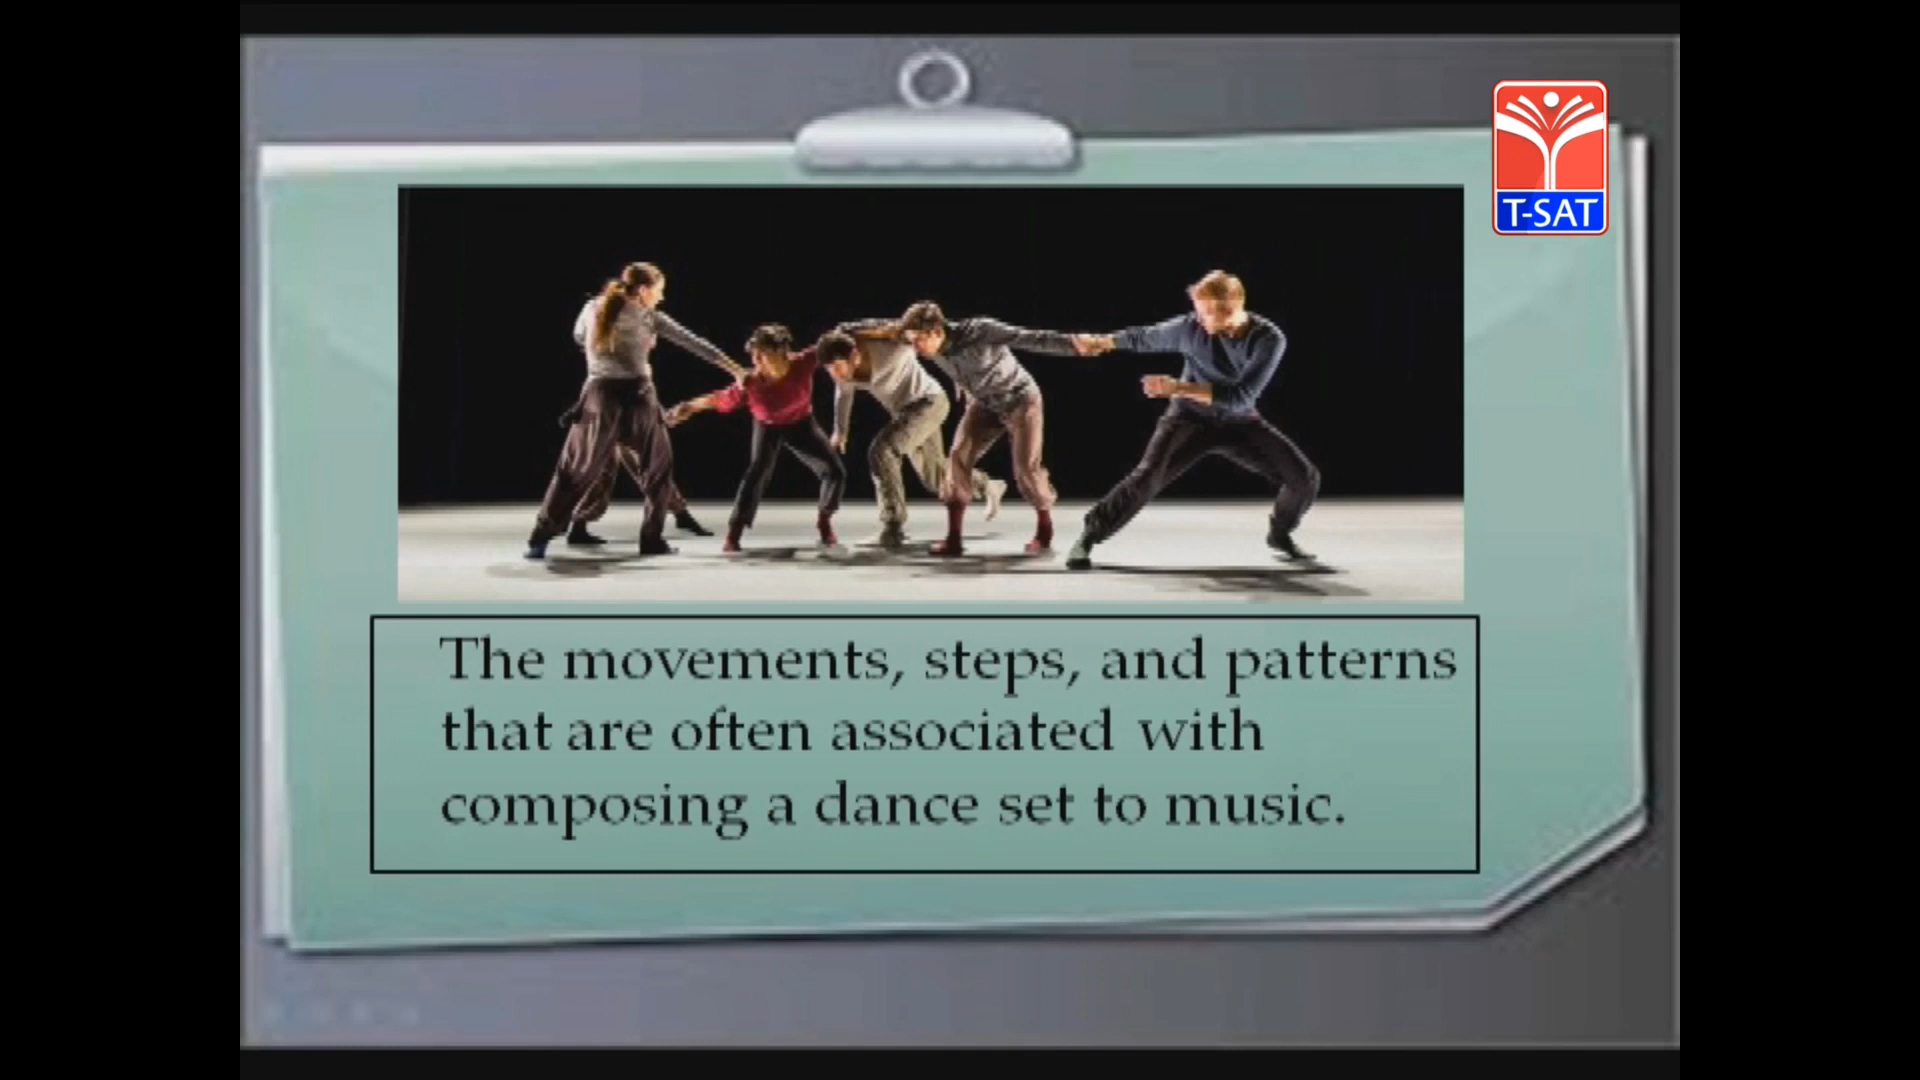 T-SAT
The movements, steps, and patterns
that are often associated with
composing a dance set to music.